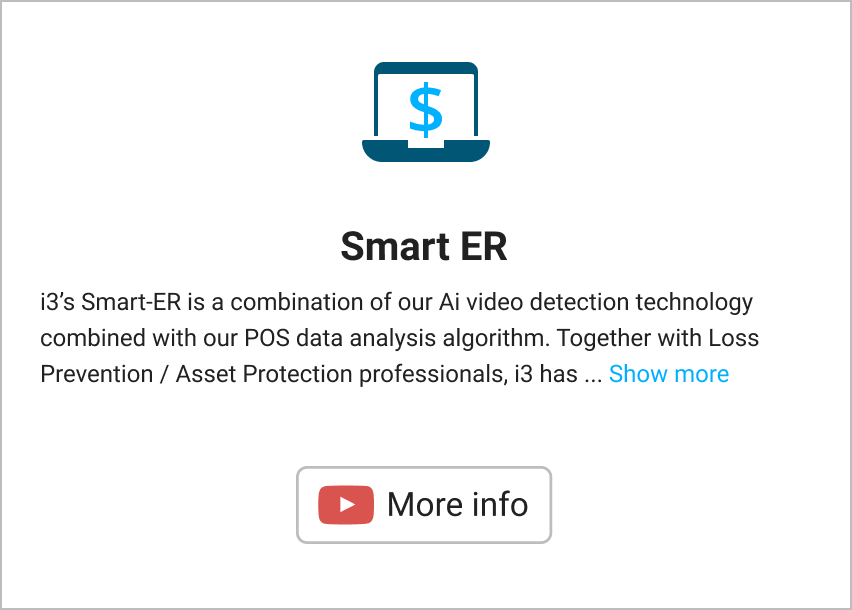 $
Smart ER
i3’s Smart-ER is a combination of our Ai video detection technology
combined with our POS data analysis algorithm. Together with Loss
Prevention / Asset Protection professionals, i3 has ... Show more
More info